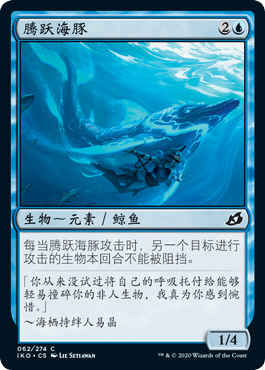 腾跃海豚 2
生物～元素／鲸鱼
每当腾跃海豚攻击时，另一个目标进行
攻击的生物本回合不能被阻挡。
「你从来没试过将自己的呼吸托付给能够
轻易撞碎你的非人生物，我真为你感到惋
惜。」
～海栖持绊人易晶
062/274 C
IKO • CS Lie Setiawan
1/4
™ & © 2020 Wizards of the Coast